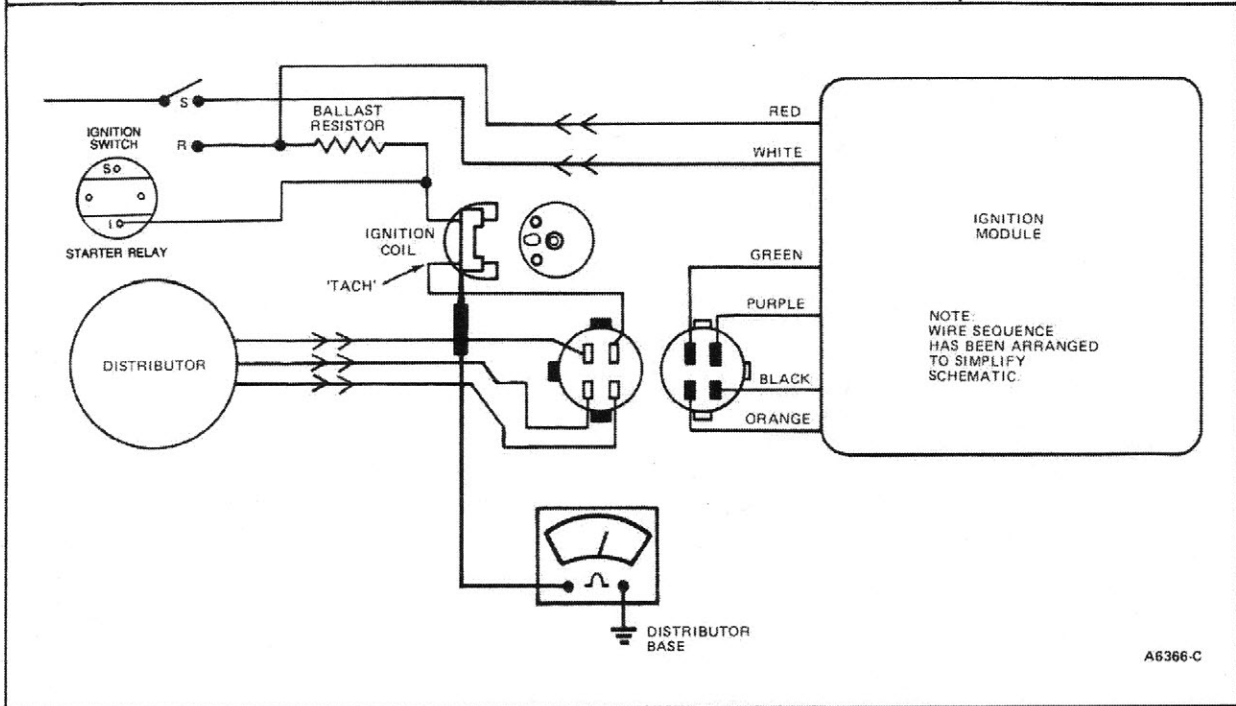 RED
S
BALLAST
RESISTOR
IGNITION
SWITCH
R
WHITE
S
I
STARTER RELAY
IGNITION
COIL
'TACH'
IGNITION
MODULE
GREEN
PURPLE
NOTE:
WIRE SEQUENCE
HAS BEEN ARRANGED
TO SIMPLIFY
SCHEMATIC.
DISTRIBUTOR
BLACK
ORANGE
DISTRIBUTOR
BASE
A6366-C